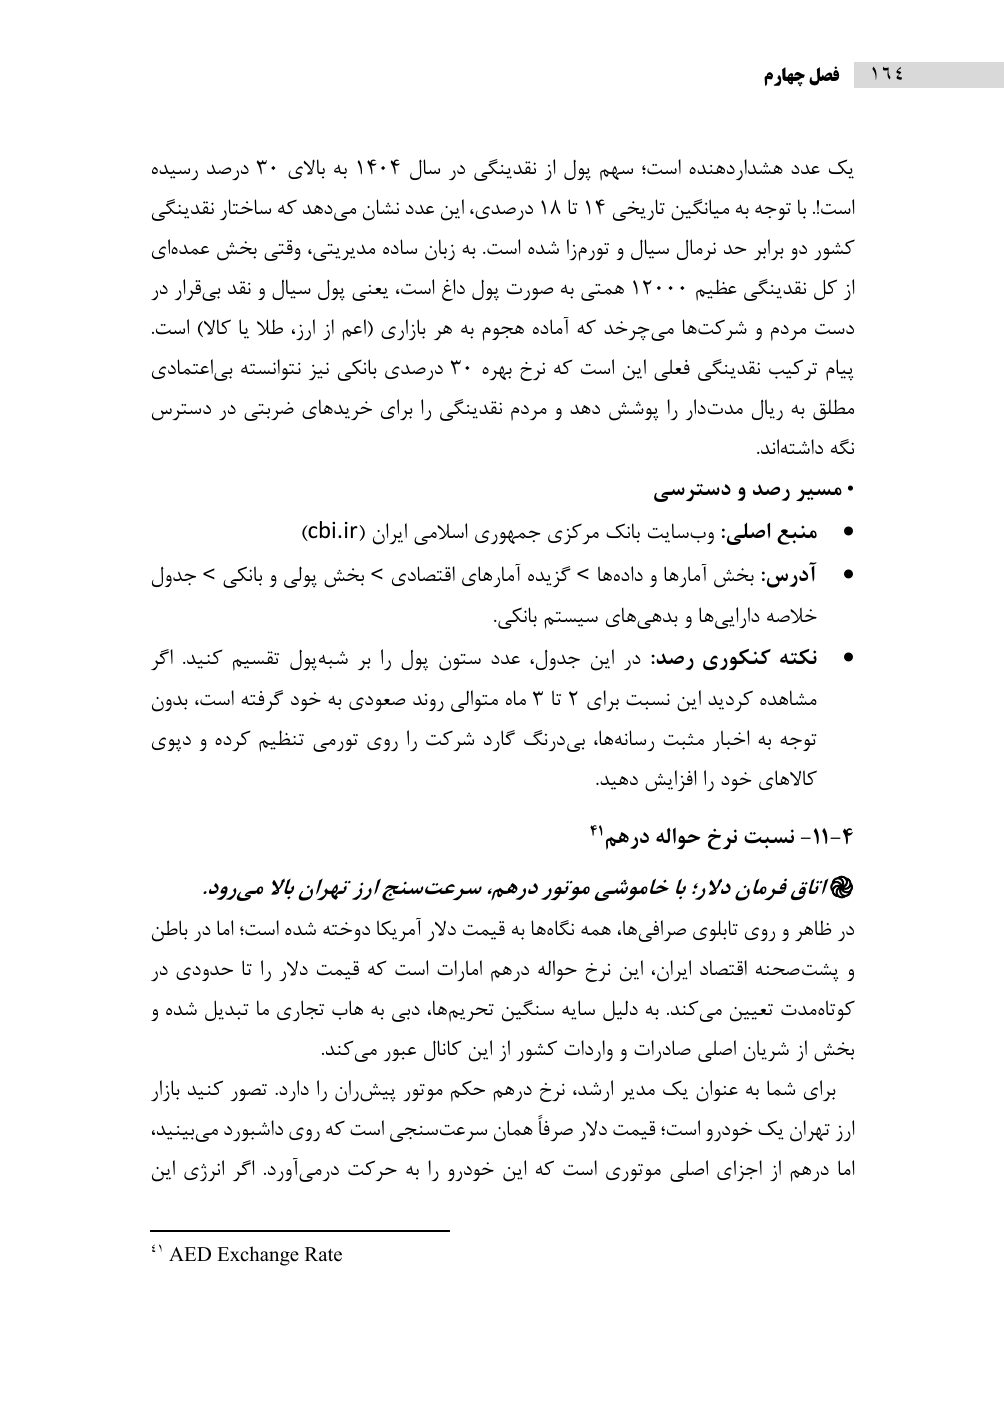 ۱۶۴ فصل چهارم
یک عدد هشداردهنده است؛ سهم پول از نقدینگی در سال ۱۴۰۴ به بالای ۳۰ درصد رسیده
است!. با توجه به میانگین تاریخی ۱۴ تا ۱۸ درصدی، این عدد نشان می‌دهد که ساختار نقدینگی
کشور دو برابر حد نرمال سیال و تورم‌زا شده است. به زبان ساده مدیریتی، وقتی بخش عمده‌ای
از کل نقدینگی عظیم ۱۲۰۰۰ همتی به صورت پول داغ است، یعنی پول سیال و نقد بی‌قرار در
دست مردم و شرکت‌ها می‌چرخد که آماده هجوم به هر بازاری (اعم از ارز، طلا یا کالا) است.
پیام ترکیب نقدینگی فعلی این است که نرخ بهره ۳۰ درصدی بانکی نیز نتوانسته بی‌اعتمادی
مطلق به ریال مدت‌دار را پوشش دهد و مردم نقدینگی را برای خریدهای ضربتی در دسترس
نگه داشته‌اند.
• مسیر رصد و دسترسی
● منبع اصلی: وب‌سایت بانک مرکزی جمهوری اسلامی ایران (cbi.ir)
● آدرس: بخش آمارها و داده‌ها > گزیده آمارهای اقتصادی > بخش پولی و بانکی > جدول
خلاصه دارایی‌ها و بدهی‌های سیستم بانکی.
● نکته کنکوری رصد: در این جدول، عدد ستون پول را بر شبه‌پول تقسیم کنید. اگر
مشاهده کردید این نسبت برای ۲ تا ۳ ماه متوالی روند صعودی به خود گرفته است، بدون
توجه به اخبار مثبت رسانه‌ها، بی‌درنگ گارد شرکت را روی تورمی تنظیم کرده و دپوی
کالاهای خود را افزایش دهید.
۴-۱۱- نسبت نرخ حواله درهم۴۱
اتاق فرمان دلار؛ با خاموشی موتور درهم، سرعت‌سنج ارز تهران بالا می‌رود.
در ظاهر و روی تابلوی صرافی‌ها، همه نگاه‌ها به قیمت دلار آمریکا دوخته شده است؛ اما در باطن
و پشت‌صحنه اقتصاد ایران، این نرخ حواله درهم امارات است که قیمت دلار را تا حدودی در
کوتاه‌مدت تعیین می‌کند. به دلیل سایه سنگین تحریم‌ها، دبی به هاب تجاری ما تبدیل شده و
بخش از شریان اصلی صادرات و واردات کشور از این کانال عبور می‌کند.
برای شما به عنوان یک مدیر ارشد، نرخ درهم حکم موتور پیش‌ران را دارد. تصور کنید بازار
ارز تهران یک خودرو است؛ قیمت دلار صرفاً همان سرعت‌سنجی است که روی داشبورد می‌بینید،
اما درهم از اجزای اصلی موتوری است که این خودرو را به حرکت درمی‌آورد. اگر انرژی این
٤١ AED Exchange Rate